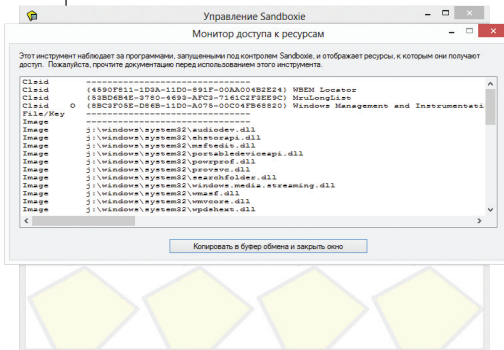 Управление Sandboxie
Монитор доступа к ресурсам
Этот инструмент наблюдает за программами, запущенными под контролем Sandboxie, и отображает ресурсы, к которым они получают
доступ. Пожалуйста, прочтите документацию перед использованием этого инструмента.
Clsid -------------------------------
Clsid {4590F811-1D3A-11D0-891F-00AA004B2E24} WBEM Locator
Clsid {53BD6B4E-3780-4693-AFC3-7161C2F3EE9C} MruLongList
Clsid O {8BC3F05E-D86B-11D0-A075-00C04FB68820} Windows Management and Instrumentati
File/Key -------------------------------
Image -------------------------------
Image j:\windows\system32\audiodev.dll
Image j:\windows\system32\ehstorapi.dll
Image j:\windows\system32\msftedit.dll
Image j:\windows\system32\portabledeviceapi.dll
Image j:\windows\system32\powrprof.dll
Image j:\windows\system32\provsvc.dll
Image j:\windows\system32\searchfolder.dll
Image j:\windows\system32\windows.media.streaming.dll
Image j:\windows\system32\wmasf.dll
Image j:\windows\system32\wmvcore.dll
Image j:\windows\system32\wpdshext.dll
Копировать в буфер обмена и закрыть окно